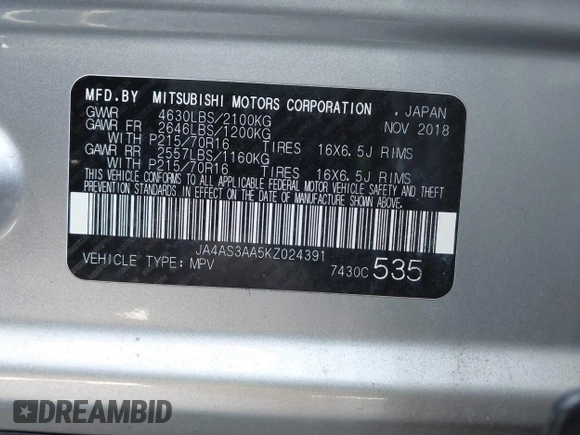 MFD.BY MITSUBISHI MOTORS CORPORATION , JAPAN
GWWR 4630LBS/2100KG NOV 2018
GAWR FR 2646LBS/1200KG
WITH P215/70R16 TIRES 16X6.5J RIMS
GAWR RR 2557LBS/1160KG
WITH P215/70R16 TIRES 16X6.5J RIMS
THIS VEHICLE CONFORMS TO ALL APPLICABLE FEDERAL MOTOR VEHICLE SAFETY AND THEFT
PREVENTION STANDARDS IN EFFECT ON THE DATE OF MANUFACTURE SHOWN ABOVE.
JA4AS3AA5KZ024391
VEHICLE TYPE: MPV 7430C 535
DREAMBID